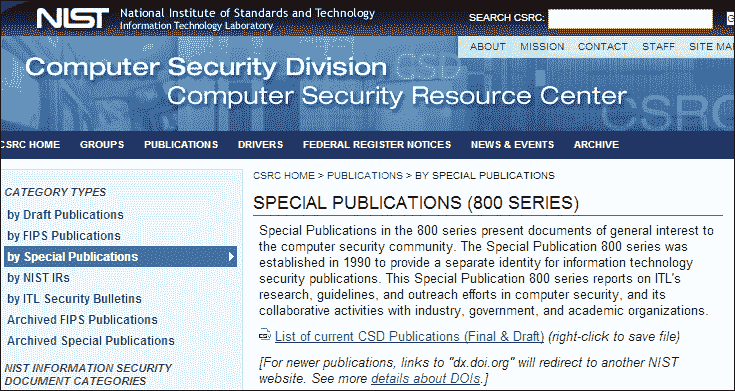 NIST National Institute of Standards and Technology
Information Technology Laboratory
SEARCH CSRC:
ABOUT MISSION CONTACT STAFF SITE MA
Computer Security Division
CSD
Computer Security Resource Center
CSRC
CSRC HOME GROUPS PUBLICATIONS DRIVERS FEDERAL REGISTER NOTICES NEWS & EVENTS ARCHIVE
CATEGORY TYPES
by Draft Publications
by FIPS Publications
by Special Publications
by NIST IRs
by ITL Security Bulletins
Archived FIPS Publications
Archived Special Publications
NIST INFORMATION SECURITY
DOCUMENT CATEGORIES
CSRC HOME > PUBLICATIONS > BY SPECIAL PUBLICATIONS
SPECIAL PUBLICATIONS (800 SERIES)
Special Publications in the 800 series present documents of general interest to
the computer security community. The Special Publication 800 series was
established in 1990 to provide a separate identity for information technology
security publications. This Special Publication 800 series reports on ITL's
research, guidelines, and outreach efforts in computer security, and its
collaborative activities with industry, government, and academic organizations.
List of current CSD Publications (Final & Draft) (right-click to save file)
[For newer publications, links to "dx.doi.org" will redirect to another NIST
website. See more details about DOIs.]